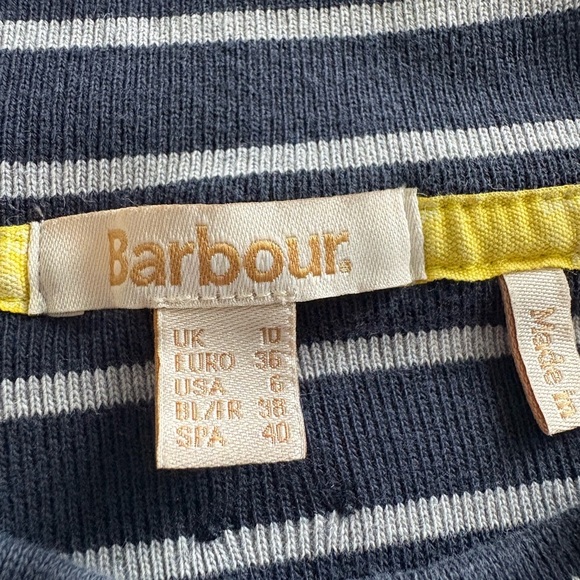 Barbour.
UK 10
EURO 36
USA 6
BE/FR 38
SPA 40
Made in